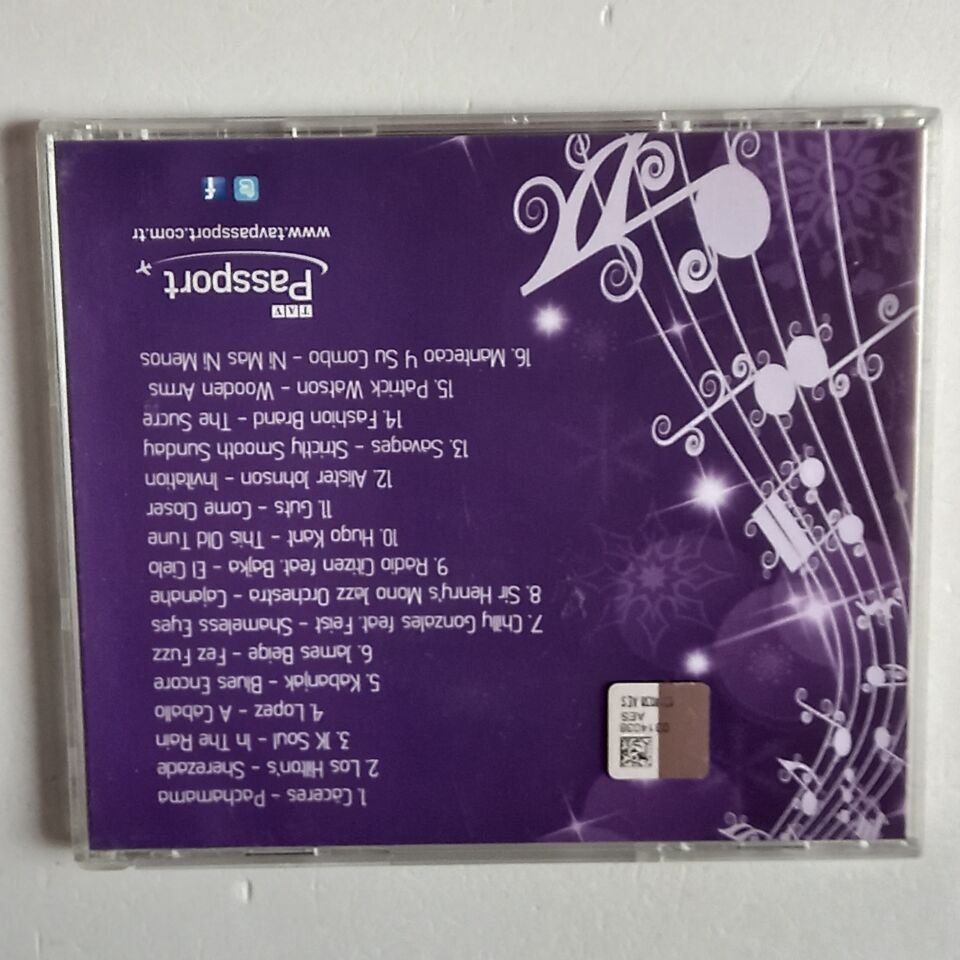 1. Caceres - Pachamama
2. Los Hilton's - Sherezade
3. JK Soul - In The Rain
4. Lopez - A Caballo
5. Kabanjak - Blues Encore
6. James Beige - Fez Fuzz
7. Chilly Gonzales feat. Feist - Shameless Eyes
8. Sir Henry's Mono Jazz Orchestra - Cajanahe
9. Radio Citizen feat. Bajka - El Cielo
10. Hugo Kant - This Old Tune
11. Guts - Come Closer
12. Alister Johnson - Invitation
13. Savages - Strictly Smooth Sunday
14. Fashion Brand - The Sucre
15. Patrick Watson - Wooden Arms
16. Mantecao Y Su Combo - Ni Mas Ni Menos
TAV
Passport
www.tavpassport.com.tr
f
AES